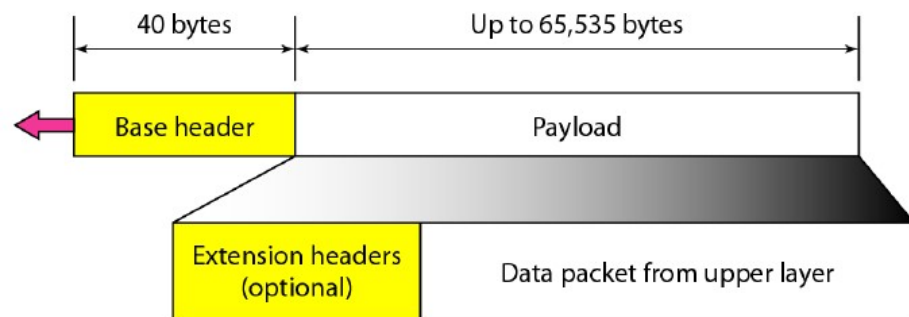 40 bytes
Up to 65,535 bytes
Base header
Payload
Extension headers
(optional)
Data packet from upper layer